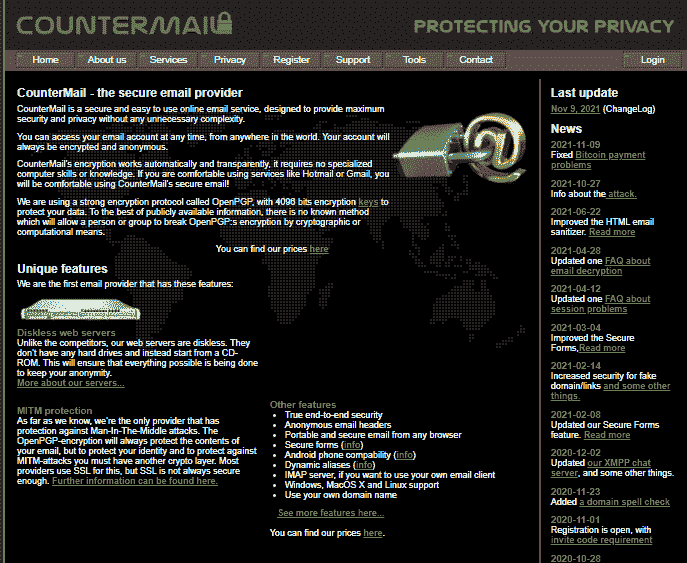 COUNTERMAIL
PROTECTING YOUR PRIVACY
Home
About us
Services
Privacy
Register
Support
Tools
Contact
Login
CounterMail - the secure email provider
CounterMail is a secure and easy to use online email service, designed to provide maximum
security and privacy without any unnecessary complexity.
You can access your email account at any time, from anywhere in the world. Your account will
always be encrypted and anonymous.
CounterMail's encryption works automatically and transparently, it requires no specialized
computer skills or knowledge. If you are comfortable using services like Hotmail or Gmail, you
will be comfortable using CounterMail's secure email!
We are using a strong encryption protocol called OpenPGP, with 4096 bits encryption keys to
protect your data. To the best of publicly available information, there is no known method
which will allow a person or group to break OpenPGP:s encryption by cryptographic or
computational means.
You can find our prices here
Unique features
We are the first email provider that has these features:
Diskless web servers
Unlike the competitors, our web servers are diskless. They
don't have any hard drives and instead start from a CD-
ROM. This will ensure that everything possible is being done
to keep your anonymity.
More about our servers...
MITM protection
As far as we know, we're the only provider that has
protection against Man-In-The-Middle attacks. The
OpenPGP-encryption will always protect the contents of
your email, but to protect your identity and to protect against
MITM-attacks you must have another crypto layer. Most
providers use SSL for this, but SSL is not always secure
enough. Further information can be found here.
Other features
True end-to-end security
Anonymous email headers
Portable and secure email from any browser
Secure forms (info)
Android phone compability (info)
Dynamic aliases (info)
IMAP server, if you want to use your own email client
Windows, MacOS X and Linux support
Use your own domain name
See more features here...
You can find our prices here.
Last update
Nov 9, 2021 (ChangeLog)
News
2021-11-09
Fixed Bitcoin payment
problems
2021-10-27
Info about the attack.
2021-06-22
Improved the HTML email
sanitizer. Read more
2021-04-28
Updated one FAQ about
email decryption
2021-04-12
Updated one FAQ about
session problems
2021-03-04
Improved the Secure
Forms,Read more
2021-02-14
Increased security for fake
domain/links and some other
things.
2021-02-08
Updated our Secure Forms
feature. Read more
2020-12-02
Updated our XMPP chat
server, and some other things.
2020-11-23
Added a domain spell check
2020-11-01
Registration is open, with
invite code requirement
2020-10-28